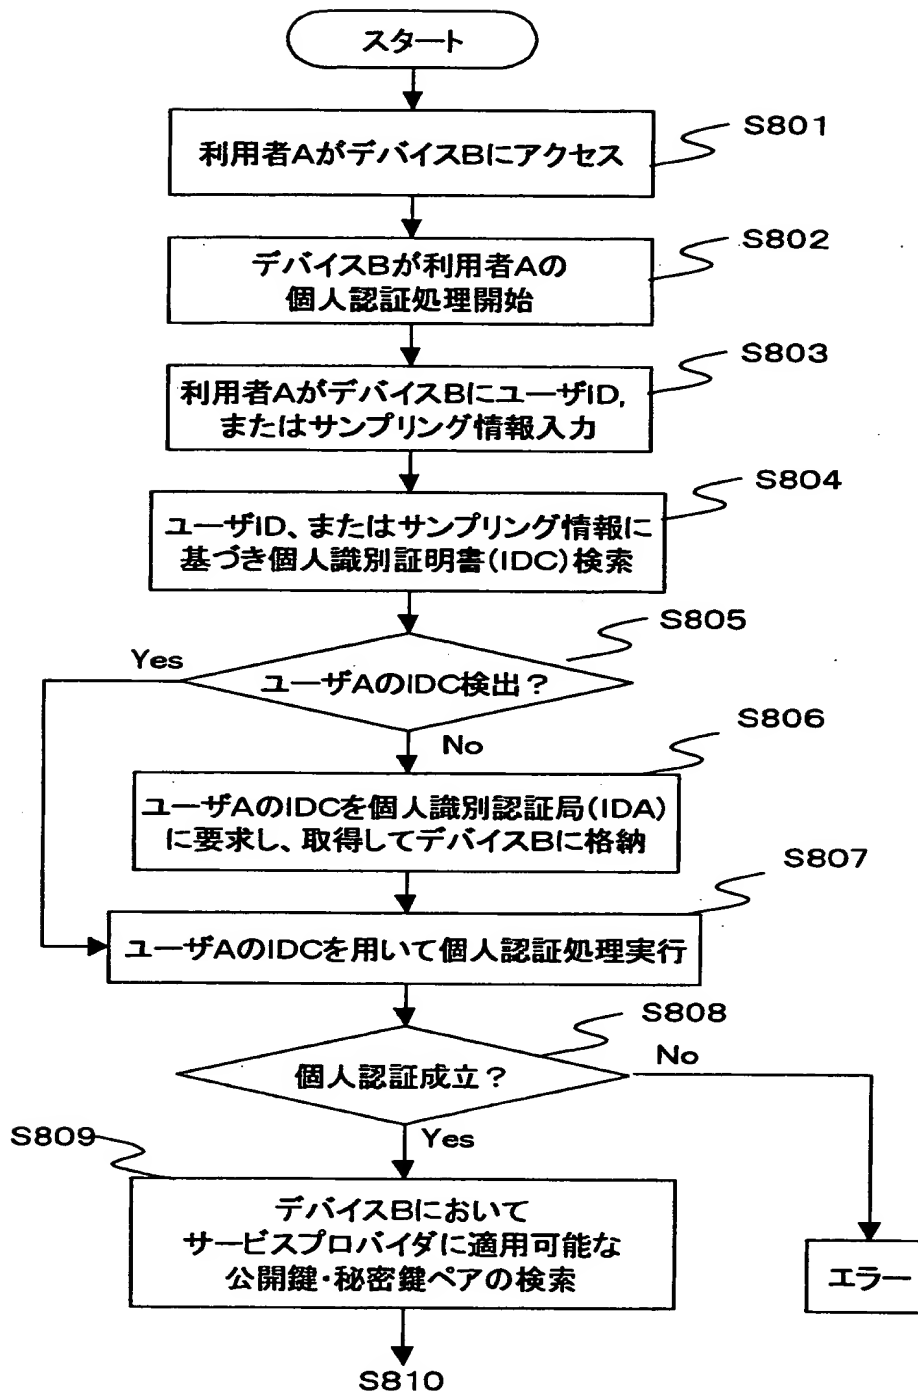 スタート
S801
利用者AがデバイスBにアクセス
S802
デバイスBが利用者Aの
個人認証処理開始
S803
利用者AがデバイスBにユーザID,
またはサンプリング情報入力
S804
ユーザID、またはサンプリング情報に
基づき個人識別証明書(IDC)検索
S805
Yes
ユーザAのIDC検出?
No
S806
ユーザAのIDCを個人識別認証局(IDA)
に要求し、取得してデバイスBに格納
S807
ユーザAのIDCを用いて個人認証処理実行
S808
個人認証成立?
No
Yes
S809
デバイスBにおいて
サービスプロバイダに適用可能な
公開鍵・秘密鍵ペアの検索
エラー
S810